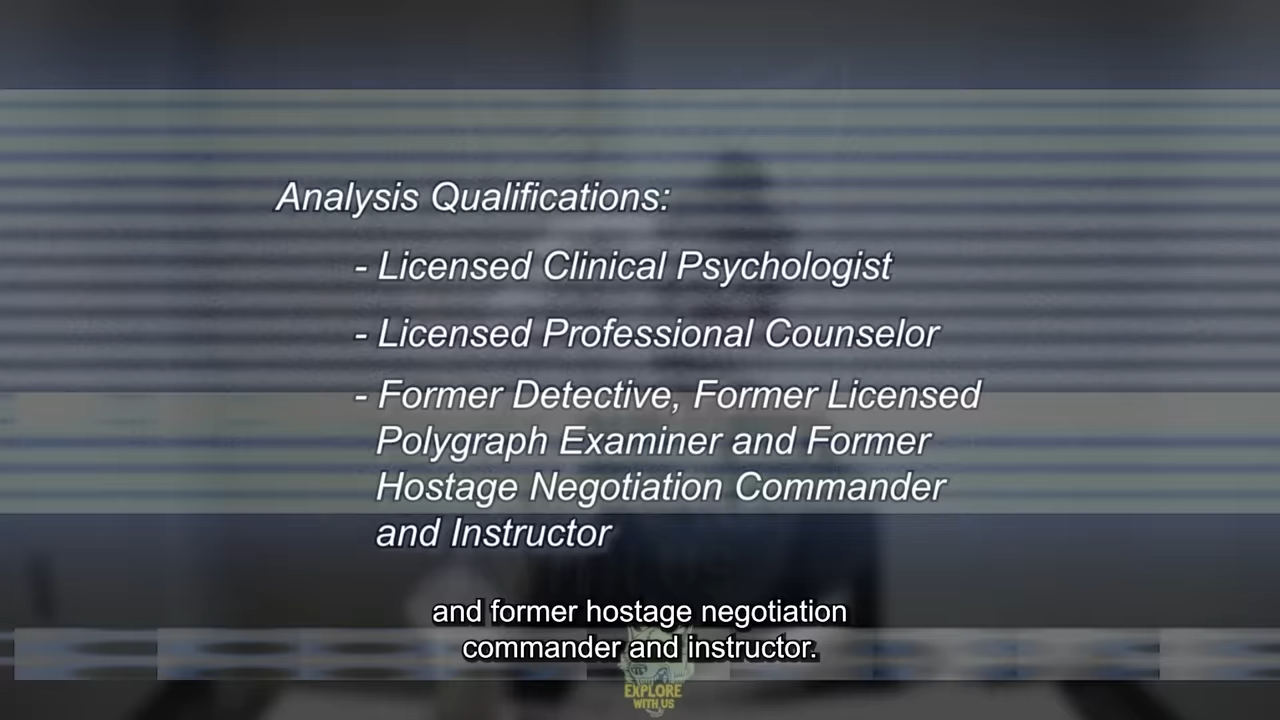 Analysis Qualifications:
- Licensed Clinical Psychologist
- Licensed Professional Counselor
- Former Detective, Former Licensed
Polygraph Examiner and Former
Hostage Negotiation Commander
and Instructor
and former hostage negotiation
commander and instructor.
EXPLORE
WITH US